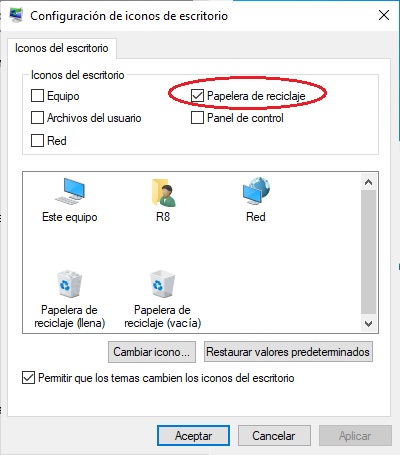 Configuración de iconos de escritorio
Iconos del escritorio
Iconos del escritorio
Equipo
Papelera de reciclaje
Archivos del usuario
Panel de control
Red
Este equipo
R8
Red
Papelera de
reciclaje (llena)
Papelera de
reciclaje (vacía)
Cambiar icono...
Restaurar valores predeterminados
Permitir que los temas cambien los iconos del escritorio
Aceptar
Cancelar
Aplicar